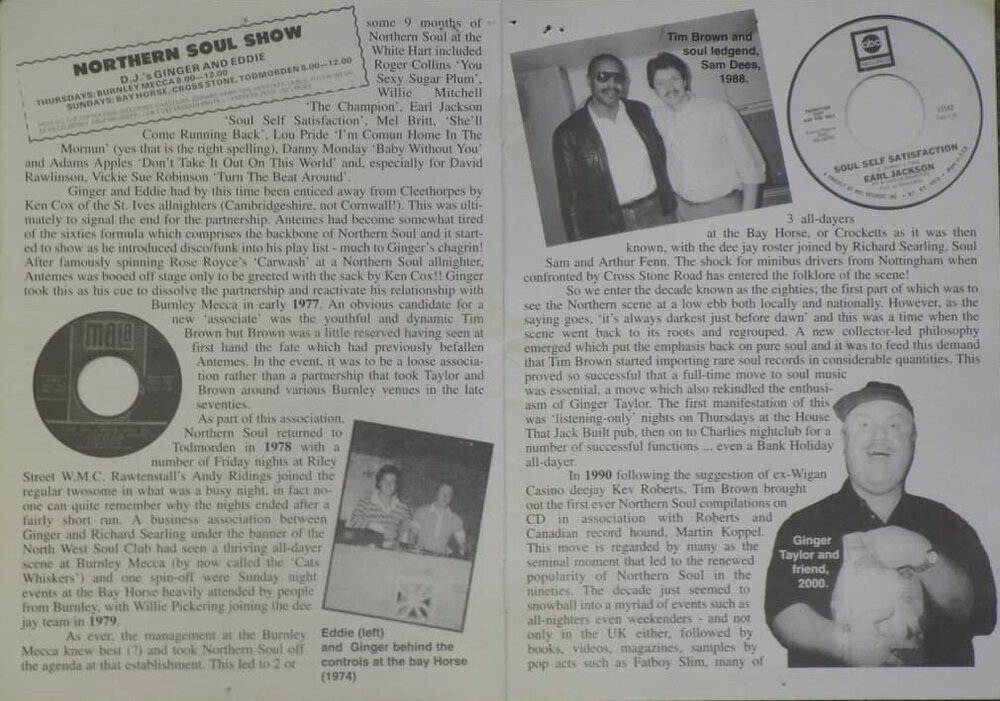 NORTHERN SOUL SHOW
D.J.'s GINGER AND EDDIE
THURSDAYS: BURNLEY MECCA 8.00—12.00
SUNDAYS: BAY HORSE, CROSS STONE, TODMORDEN 8.00—12.00
some 9 months of
Northern Soul at the
White Hart included
Roger Collins 'You
Sexy Sugar Plum',
Willie Mitchell
'The Champion', Earl Jackson
'Soul Self Satisfaction', Mel Britt, 'She'll
Come Running Back', Lou Pride 'I'm Comun Home In The
Mornun' (yes that is the right spelling), Danny Monday 'Baby Without You'
and Adams Apples 'Don't Take It Out On This World' and, especially for David
Rawlinson, Vickie Sue Robinson 'Turn The Beat Around'.
Ginger and Eddie had by this time been enticed away from Cleethorpes by
Ken Cox of the St. Ives allnighters (Cambridgeshire, not Cornwall!). This was ulti-
mately to signal the end for the partnership. Antemes had become somewhat tired
of the sixties formula which comprises the backbone of Northern Soul and it start-
ed to show as he introduced disco/funk into his play list - much to Ginger's chagrin!
After famously spinning Rose Royce's 'Carwash' at a Northern Soul allnighter,
Antemes was booed off stage only to be greeted with the sack by Ken Cox!! Ginger
took this as his cue to dissolve the partnership and reactivate his relationship with
Burnley Mecca in early 1977. An obvious candidate for a
new 'associate' was the youthful and dynamic Tim
Brown but Brown was a little reserved having seen at
first hand the fate which had previously befallen
Antemes. In the event, it was to be a loose associa-
tion rather than a partnership that took Taylor and
Brown around various Burnley venues in the late
seventies.
mala
As part of this association,
Northern Soul returned to
Todmorden in 1978 with a
number of Friday nights at Riley
Street W.M.C. Rawtenstall's Andy Ridings joined the
regular twosome in what was a busy night, in fact no-
one can quite remember why the nights ended after a
fairly short run. A business association between
Ginger and Richard Searling under the banner of the
North West Soul Club had seen a thriving all-dayer
scene at Burnley Mecca (by now called the 'Cats
Whiskers') and one spin-off were Sunday night
events at the Bay Horse heavily attended by people
from Burnley, with Willie Pickering joining the dee
jay team in 1979.
As ever, the management at the Burnley
Mecca knew best (?) and took Northern Soul off
the agenda at that establishment. This led to 2 or
Eddie (left)
and Ginger behind the
controls at the bay Horse
(1974)
Tim Brown and
soul ledgend,
Sam Dees,
1988.
abc
SOUL SELF SATISFACTION
EARL JACKSON
3 all-dayers
at the Bay Horse, or Crocketts as it was then
known, with the dee jay roster joined by Richard Searling, Soul
Sam and Arthur Fenn. The shock for minibus drivers from Nottingham when
confronted by Cross Stone Road has entered the folklore of the scene!
So we enter the decade known as the eighties; the first part of which was to
see the Northern scene at a low ebb both locally and nationally. However, as the
saying goes, 'it's always darkest just before dawn' and this was a time when the
scene went back to its roots and regrouped. A new collector-led philosophy
emerged which put the emphasis back on pure soul and it was to feed this demand
that Tim Brown started importing rare soul records in considerable quantities. This
proved so successful that a full-time move to soul music
was essential, a move which also rekindled the enthusi-
asm of Ginger Taylor. The first manifestation of this
was 'listening-only' nights on Thursdays at the House
That Jack Built pub, then on to Charlies nightclub for a
number of successful functions ... even a Bank Holiday
all-dayer.
In 1990 following the suggestion of ex-Wigan
Casino deejay Kev Roberts, Tim Brown brought
out the first ever Northern Soul compilations on
CD in association with Roberts and
Canadian record hound, Martin Koppel.
This move is regarded by many as the
seminal moment that led to the renewed
popularity of Northern Soul in the
nineties. The decade just seemed to
snowball into a myriad of events such as
all-nighters even weekenders - and not
only in the UK either, followed by
books, videos, magazines, samples by
pop acts such as Fatboy Slim, many of
Ginger
Taylor and
friend,
2000.